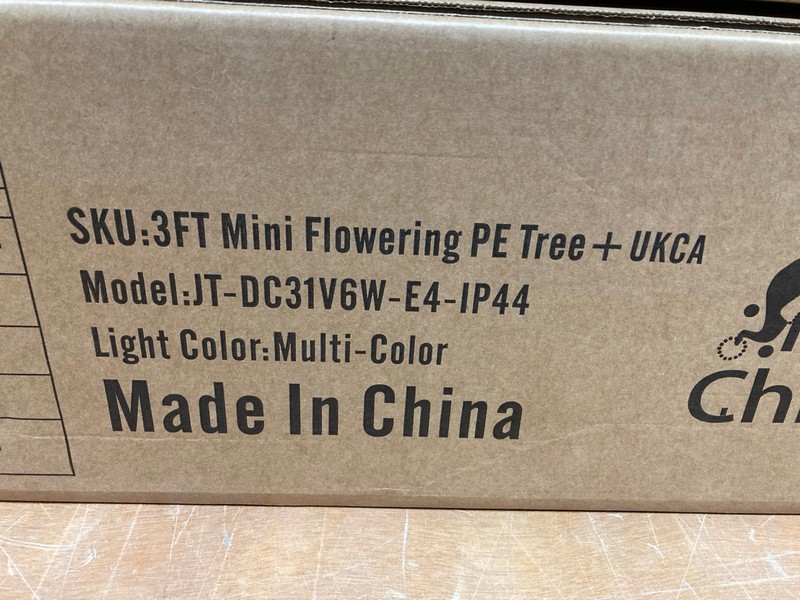 SKU:3FT Mini Flowering PE Tree+UKCA
Model:JT-DC31V6W-E4-IP44
Light Color:Multi-Color
Made In China